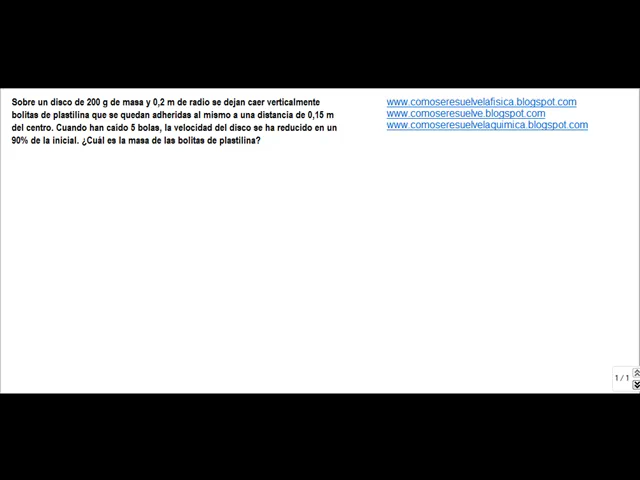 Sobre un disco de 200 g de masa y 0,2 m de radio se dejan caer verticalmente
bolitas de plastilina que se quedan adheridas al mismo a una distancia de 0,15 m
del centro. Cuando han caído 5 bolas, la velocidad del disco se ha reducido en un
90% de la inicial. ¿Cuál es la masa de las bolitas de plastilina?
www.comoseresuelvelafisica.blogspot.com
www.comoseresuelve.blogspot.com
www.comoseresuelvelaquimica.blogspot.com
1 / 1